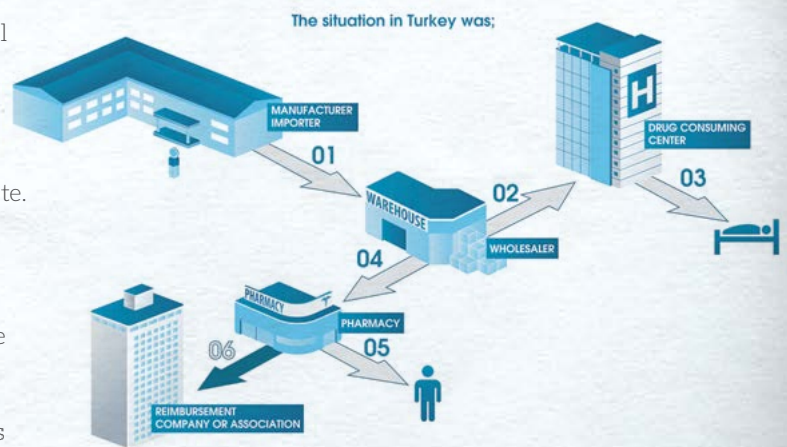 The situation in Turkey was;
l
MANUFACTURER
IMPORTER
01
H
DRUG CONSUMING
CENTER
02
03
te.
WAREHOUSE
WHOLESALER
04
PHARMACY
PHARMACY
05
06
e
REIMBURSEMENT
COMPANY OR ASSOCIATION
s